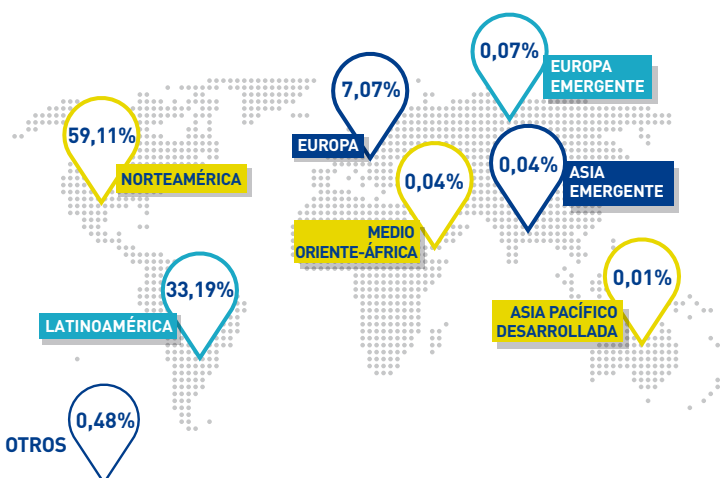 0,07%
EUROPA
EMERGENTE
7,07%
EUROPA
59,11%
NORTEAMÉRICA
0,04%
MEDIO
ORIENTE-ÁFRICA
0,04%
ASIA
EMERGENTE
33,19%
LATINOAMÉRICA
0,01%
ASIA PACÍFICO
DESARROLLADA
0,48%
OTROS